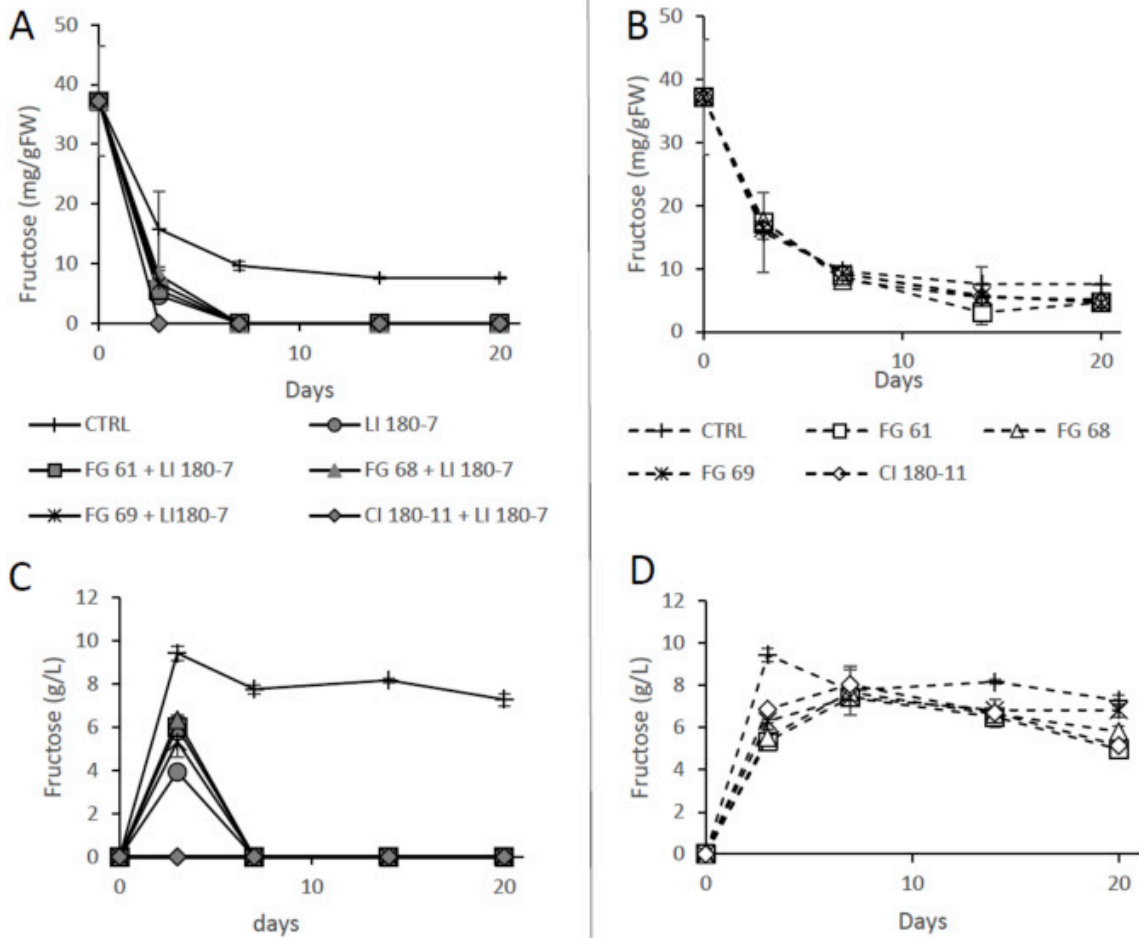 A
50
40
30
20
10
0
Fructose (mg/gFW)
0 10 20
Days
CTRL LI 180-7
FG 61 + LI 180-7 FG 68 + LI 180-7
FG 69 + LI180-7 CI 180-11 + LI 180-7
B
50
40
30
20
10
0
Fructose (mg/gFW)
0 10 20
Days
CTRL FG 61 FG 68
FG 69 CI 180-11
C
12
10
8
6
4
2
0
Fructose (g/L)
0 10 20
days
D
12
10
8
6
4
2
0
Fructose (g/L)
0 10 20
Days